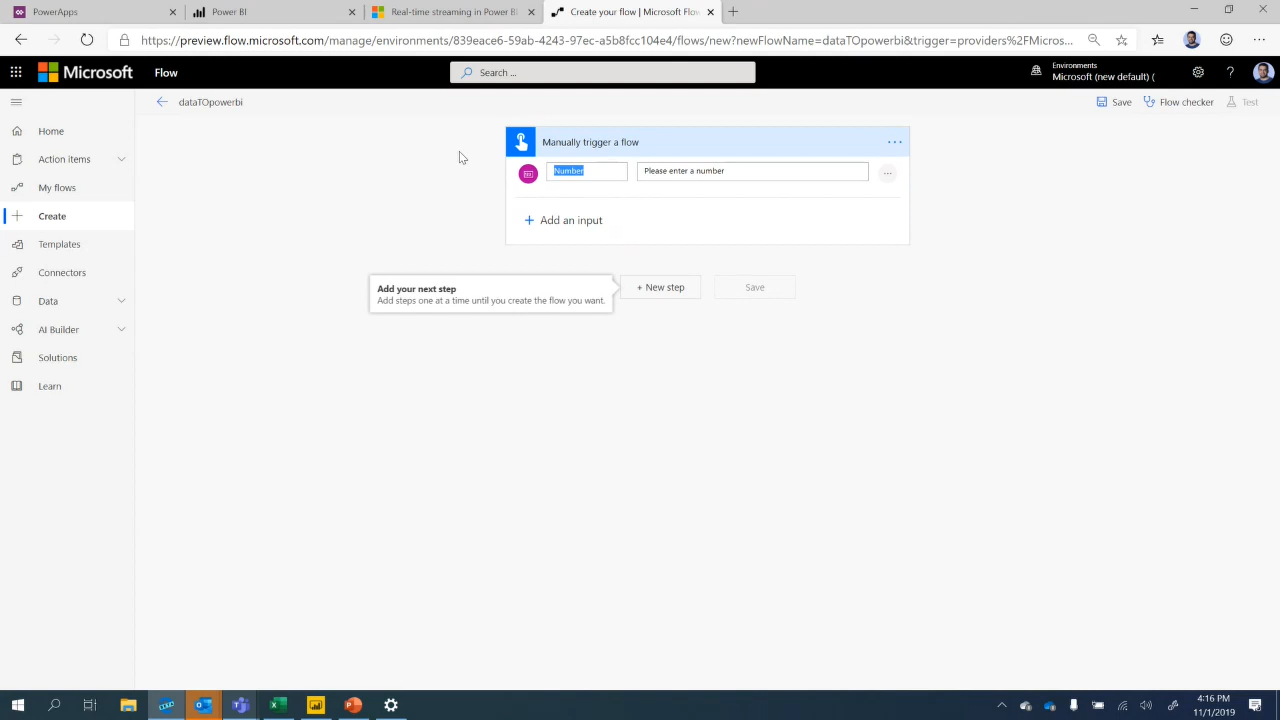 PowerApps
Power BI
Real-time streaming in Power BI
Create your flow | Microsoft Flow
https://preview.flow.microsoft.com/manage/environments/839eace6-59ab-4243-97ec-a5b8fcc104e4/flows/new?newFlowName=dataTOpowerbi&trigger=providers%2FMicros...
Microsoft
Flow
Search ...
Environments
Microsoft (new default) (
dataTOpowerbi
Save
Flow checker
Test
Home
Action items
My flows
Create
Templates
Connectors
Data
AI Builder
Solutions
Learn
Manually trigger a flow
Number
Please enter a number
+ Add an input
Add your next step
Add steps one at a time until you create the flow you want.
+ New step
Save
4:16 PM
11/1/2019